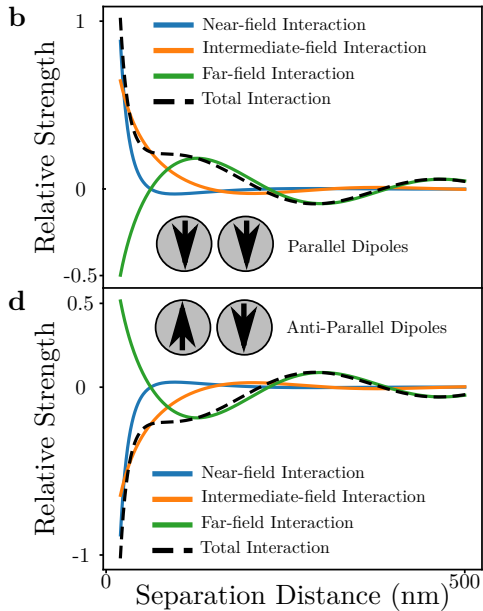 b
Near-field Interaction
Intermediate-field Interaction
Far-field Interaction
Total Interaction
1
0
-0.5
Relative Strength
Parallel Dipoles
d
0.5
0
-1
Relative Strength
Anti-Parallel Dipoles
Near-field Interaction
Intermediate-field Interaction
Far-field Interaction
Total Interaction
0
500
Separation Distance (nm)